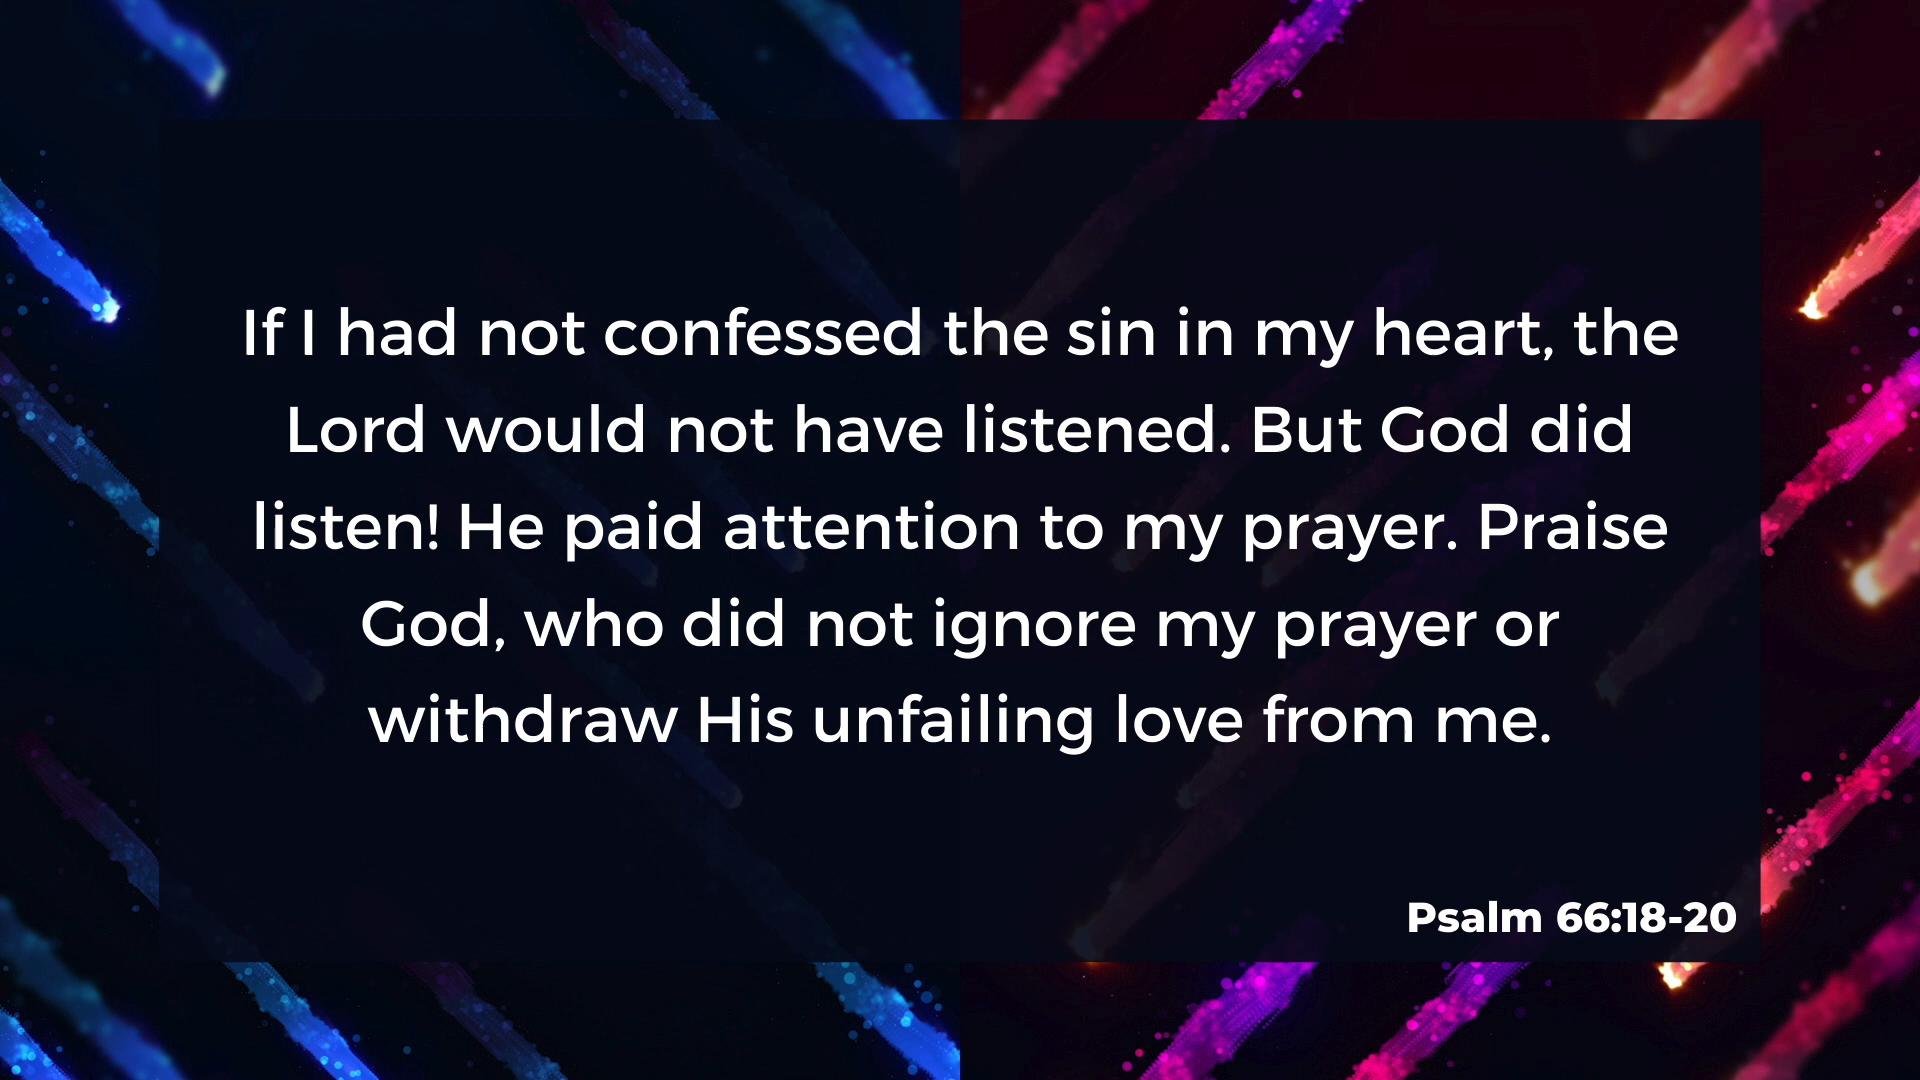 If I had not confessed the sin in my heart, the
Lord would not have listened. But God did
listen! He paid attention to my prayer. Praise
God, who did not ignore my prayer or
withdraw His unfailing love from me.
Psalm 66:18-20